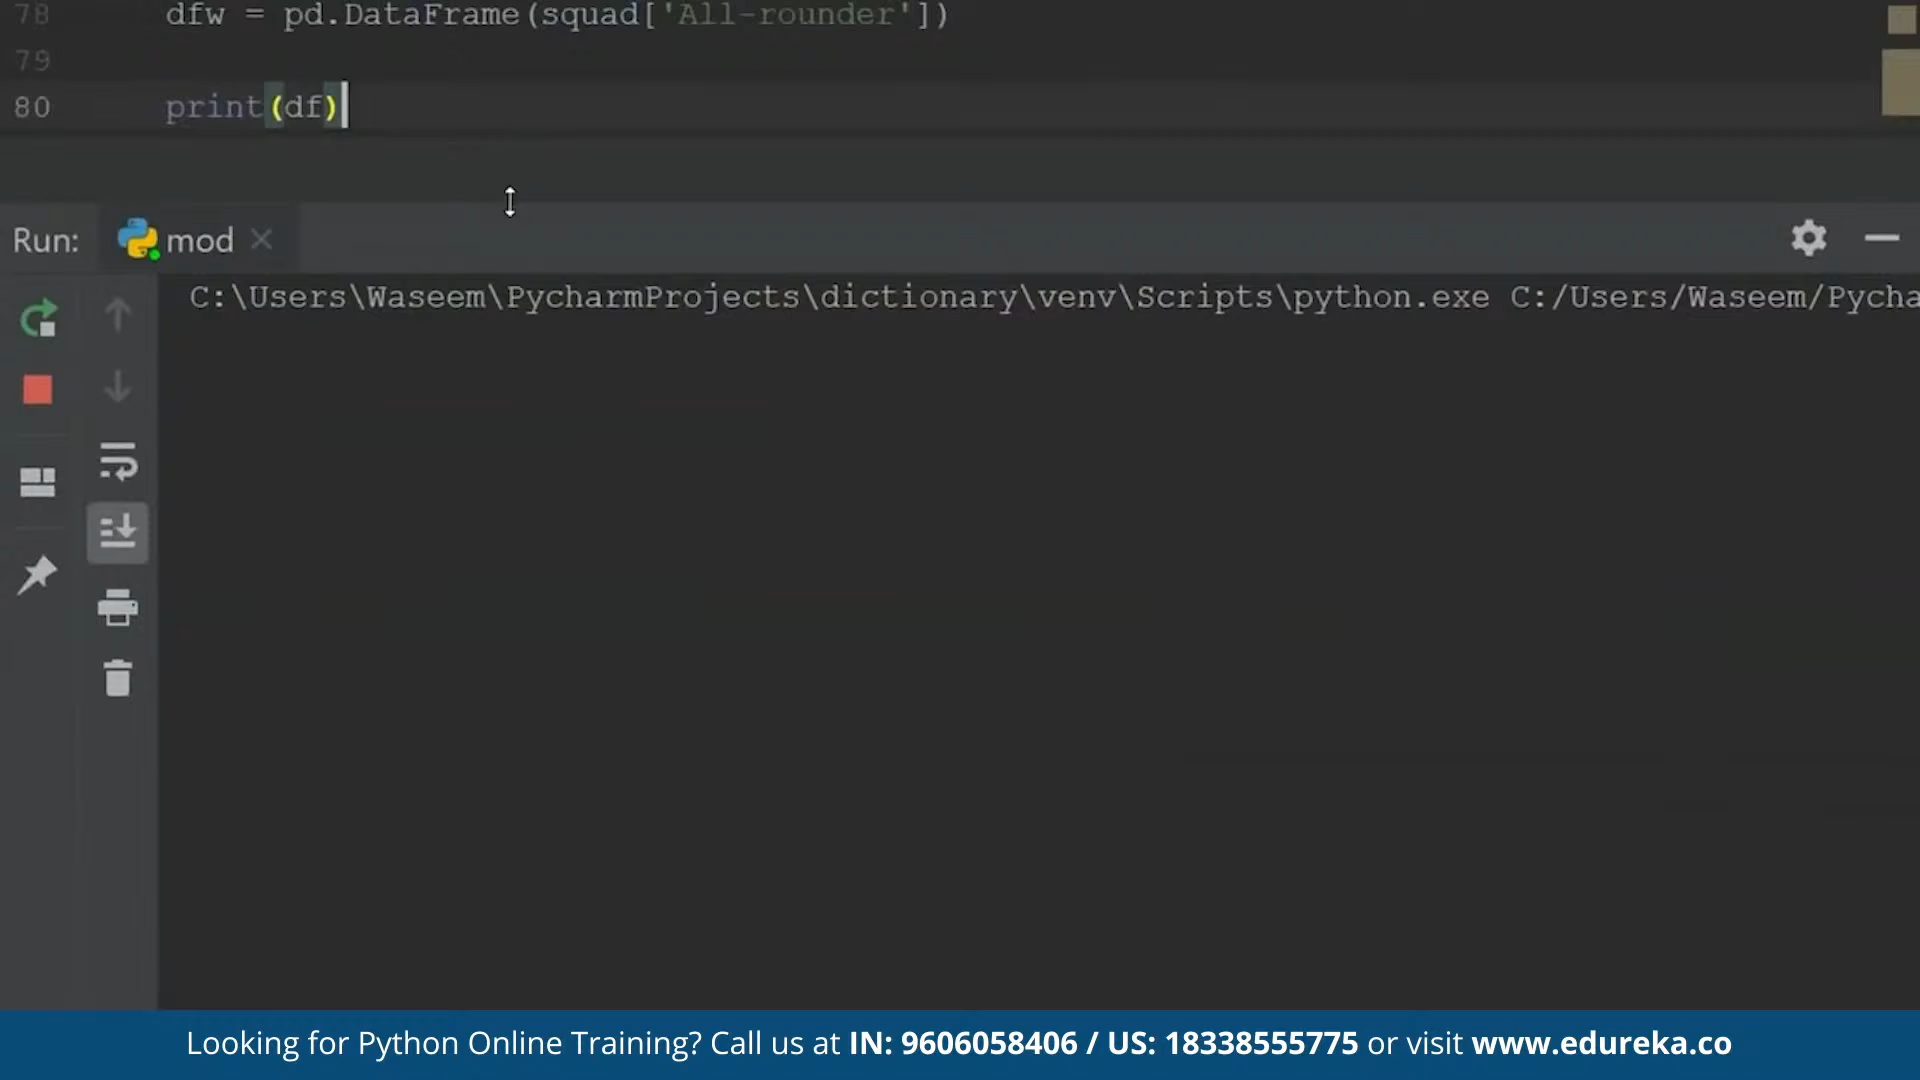 78 dfw = pd.DataFrame(squad['All-rounder'])
79
80 print(df)
Run: mod
C:\Users\Waseem\PycharmProjects\dictionary\venv\Scripts\python.exe C:/Users/Waseem/Pycha
Looking for Python Online Training? Call us at IN: 9606058406 / US: 18338555775 or visit www.edureka.co